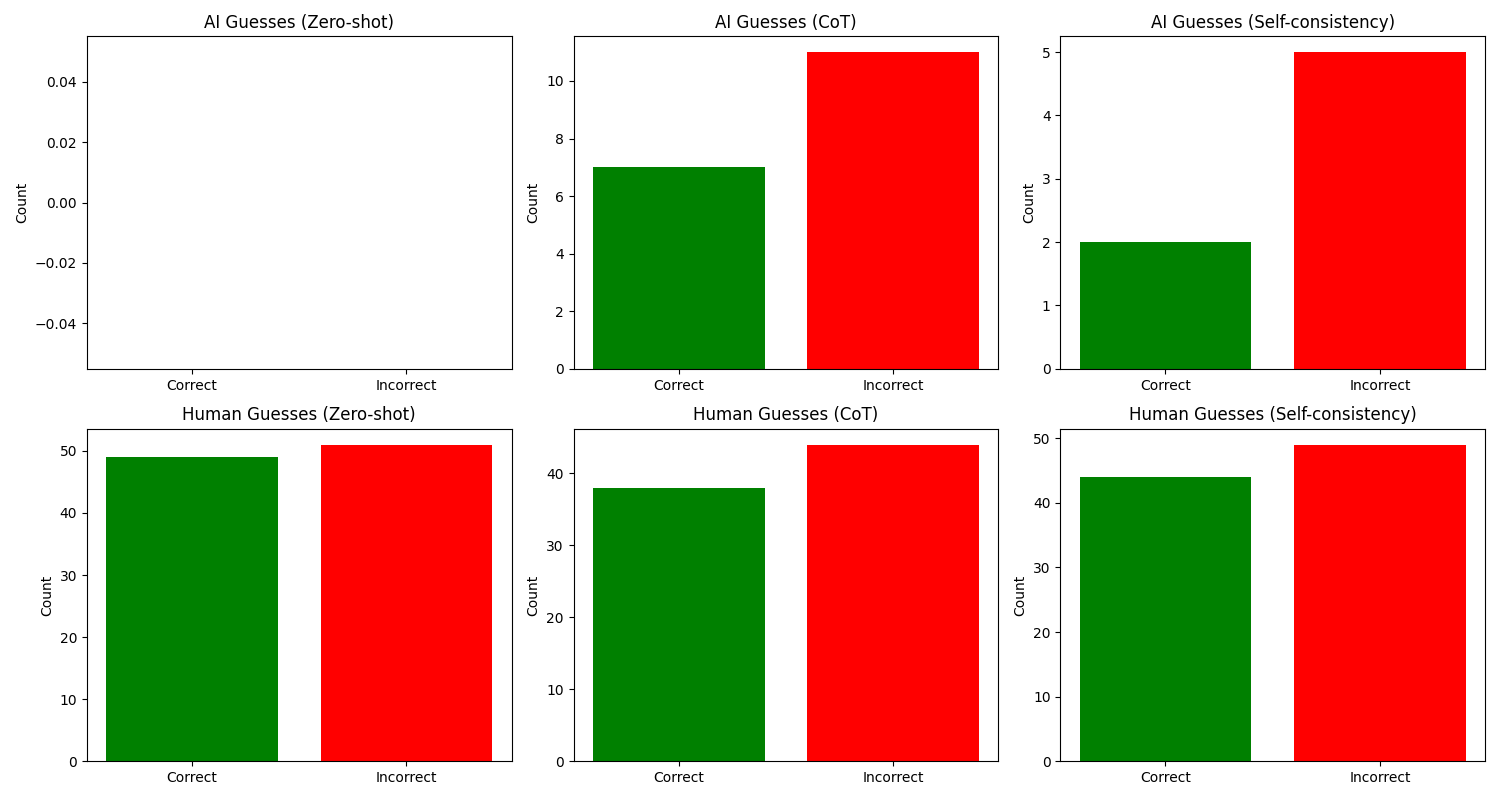 AI Guesses (Zero-shot)
Count
0.04
0.02
0.00
−0.02
−0.04
Correct Incorrect
AI Guesses (CoT)
Count
10
8
6
4
2
0
Correct Incorrect
AI Guesses (Self-consistency)
Count
5
4
3
2
1
0
Correct Incorrect
Human Guesses (Zero-shot)
Count
50
40
30
20
10
0
Correct Incorrect
Human Guesses (CoT)
Count
40
30
20
10
0
Correct Incorrect
Human Guesses (Self-consistency)
Count
50
40
30
20
10
0
Correct Incorrect